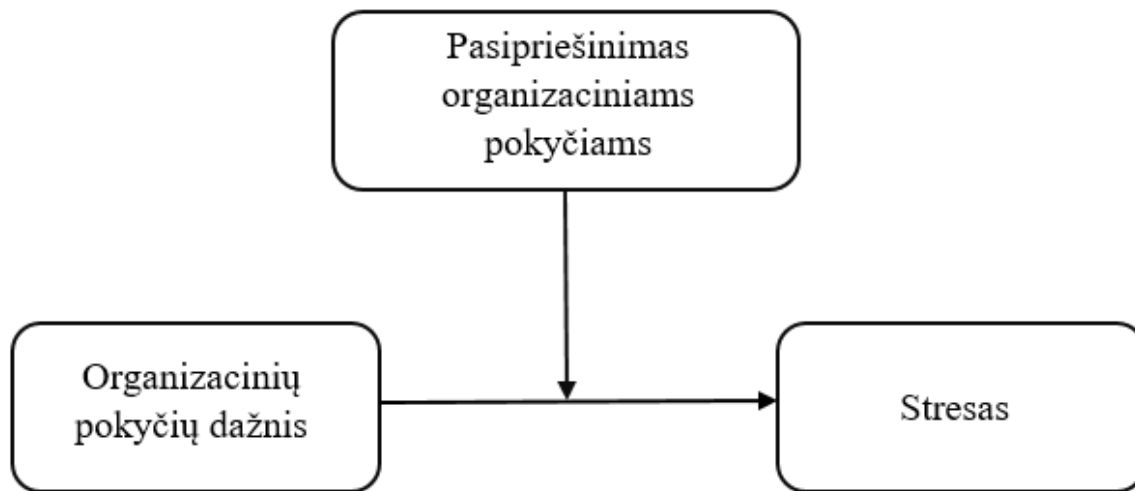 Pasipriešinimas
organizaciniams
pokyčiams
Organizacinių
pokyčių dažnis
Stresas